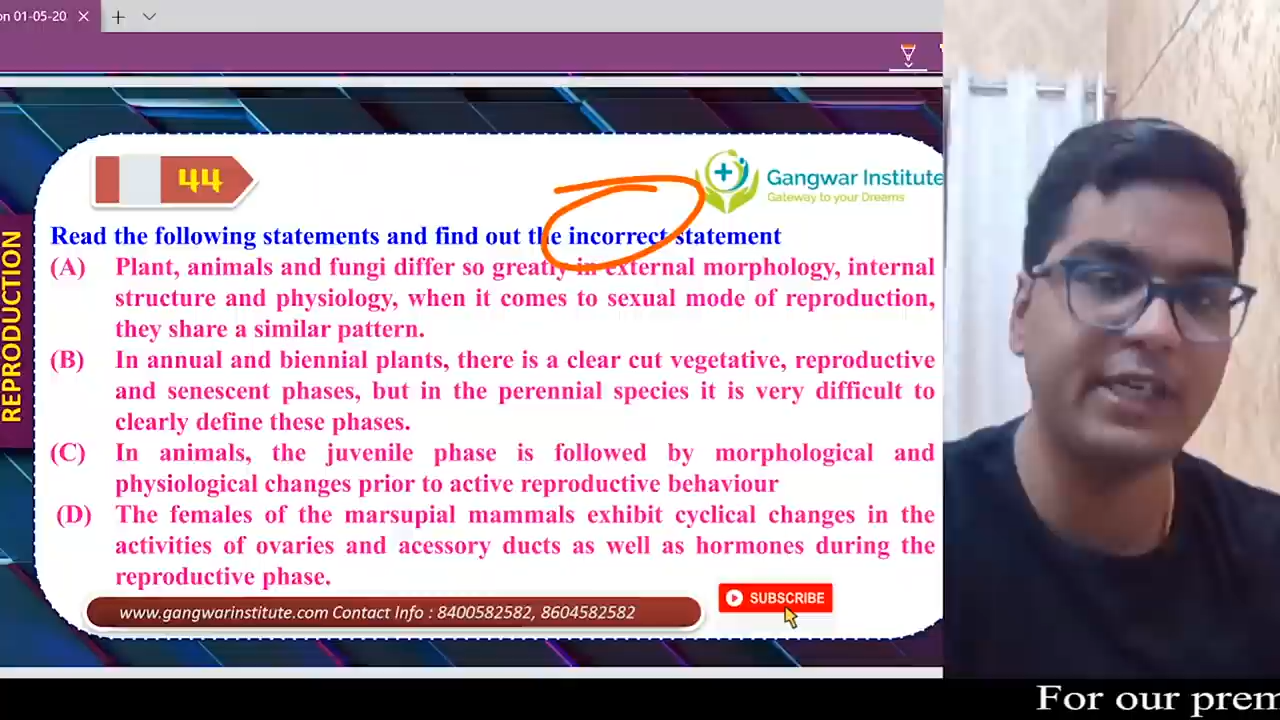 on 01-05-20
44
Gangwar Institute
Gateway to your Dreams
REPRODUCTION
Read the following statements and find out the incorrect statement
(A) Plant, animals and fungi differ so greatly in external morphology, internal
structure and physiology, when it comes to sexual mode of reproduction,
they share a similar pattern.
(B) In annual and biennial plants, there is a clear cut vegetative, reproductive
and senescent phases, but in the perennial species it is very difficult to
clearly define these phases.
(C) In animals, the juvenile phase is followed by morphological and
physiological changes prior to active reproductive behaviour
(D) The females of the marsupial mammals exhibit cyclical changes in the
activities of ovaries and acessory ducts as well as hormones during the
reproductive phase.
SUBSCRIBE
www.gangwarinstitute.com Contact Info : 8400582582, 8604582582
For our prem